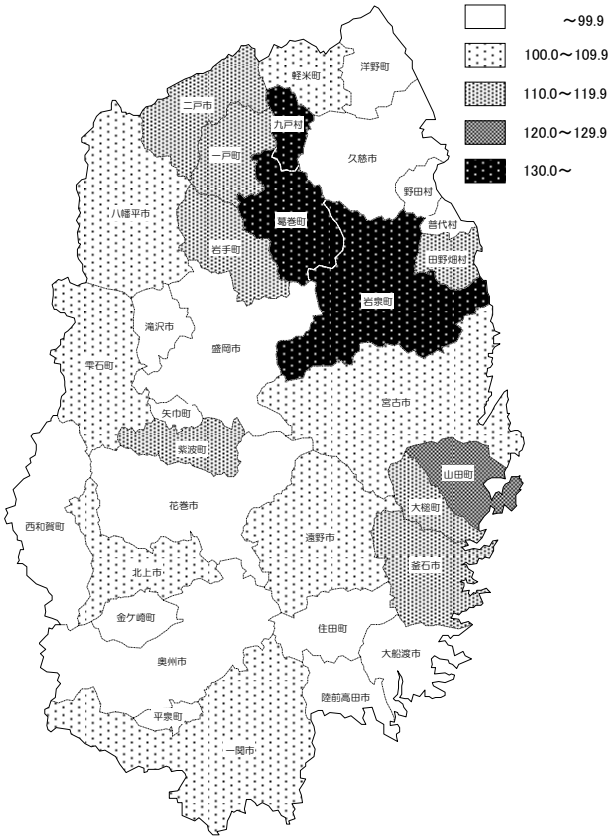 ～99.9
100.0～109.9
110.0～119.9
120.0～129.9
130.0～
洋野町
軽米町
二戸市
九戸村
一戸町
久慈市
野田村
八幡平市
葛巻町
普代村
岩手町
田野畑村
岩泉町
滝沢市
盛岡市
雫石町
宮古市
矢巾町
紫波町
山田町
花巻市
大槌町
西和賀町
遠野市
釜石市
北上市
金ケ崎町
住田町
奥州市
大船渡市
陸前高田市
平泉町
一関市